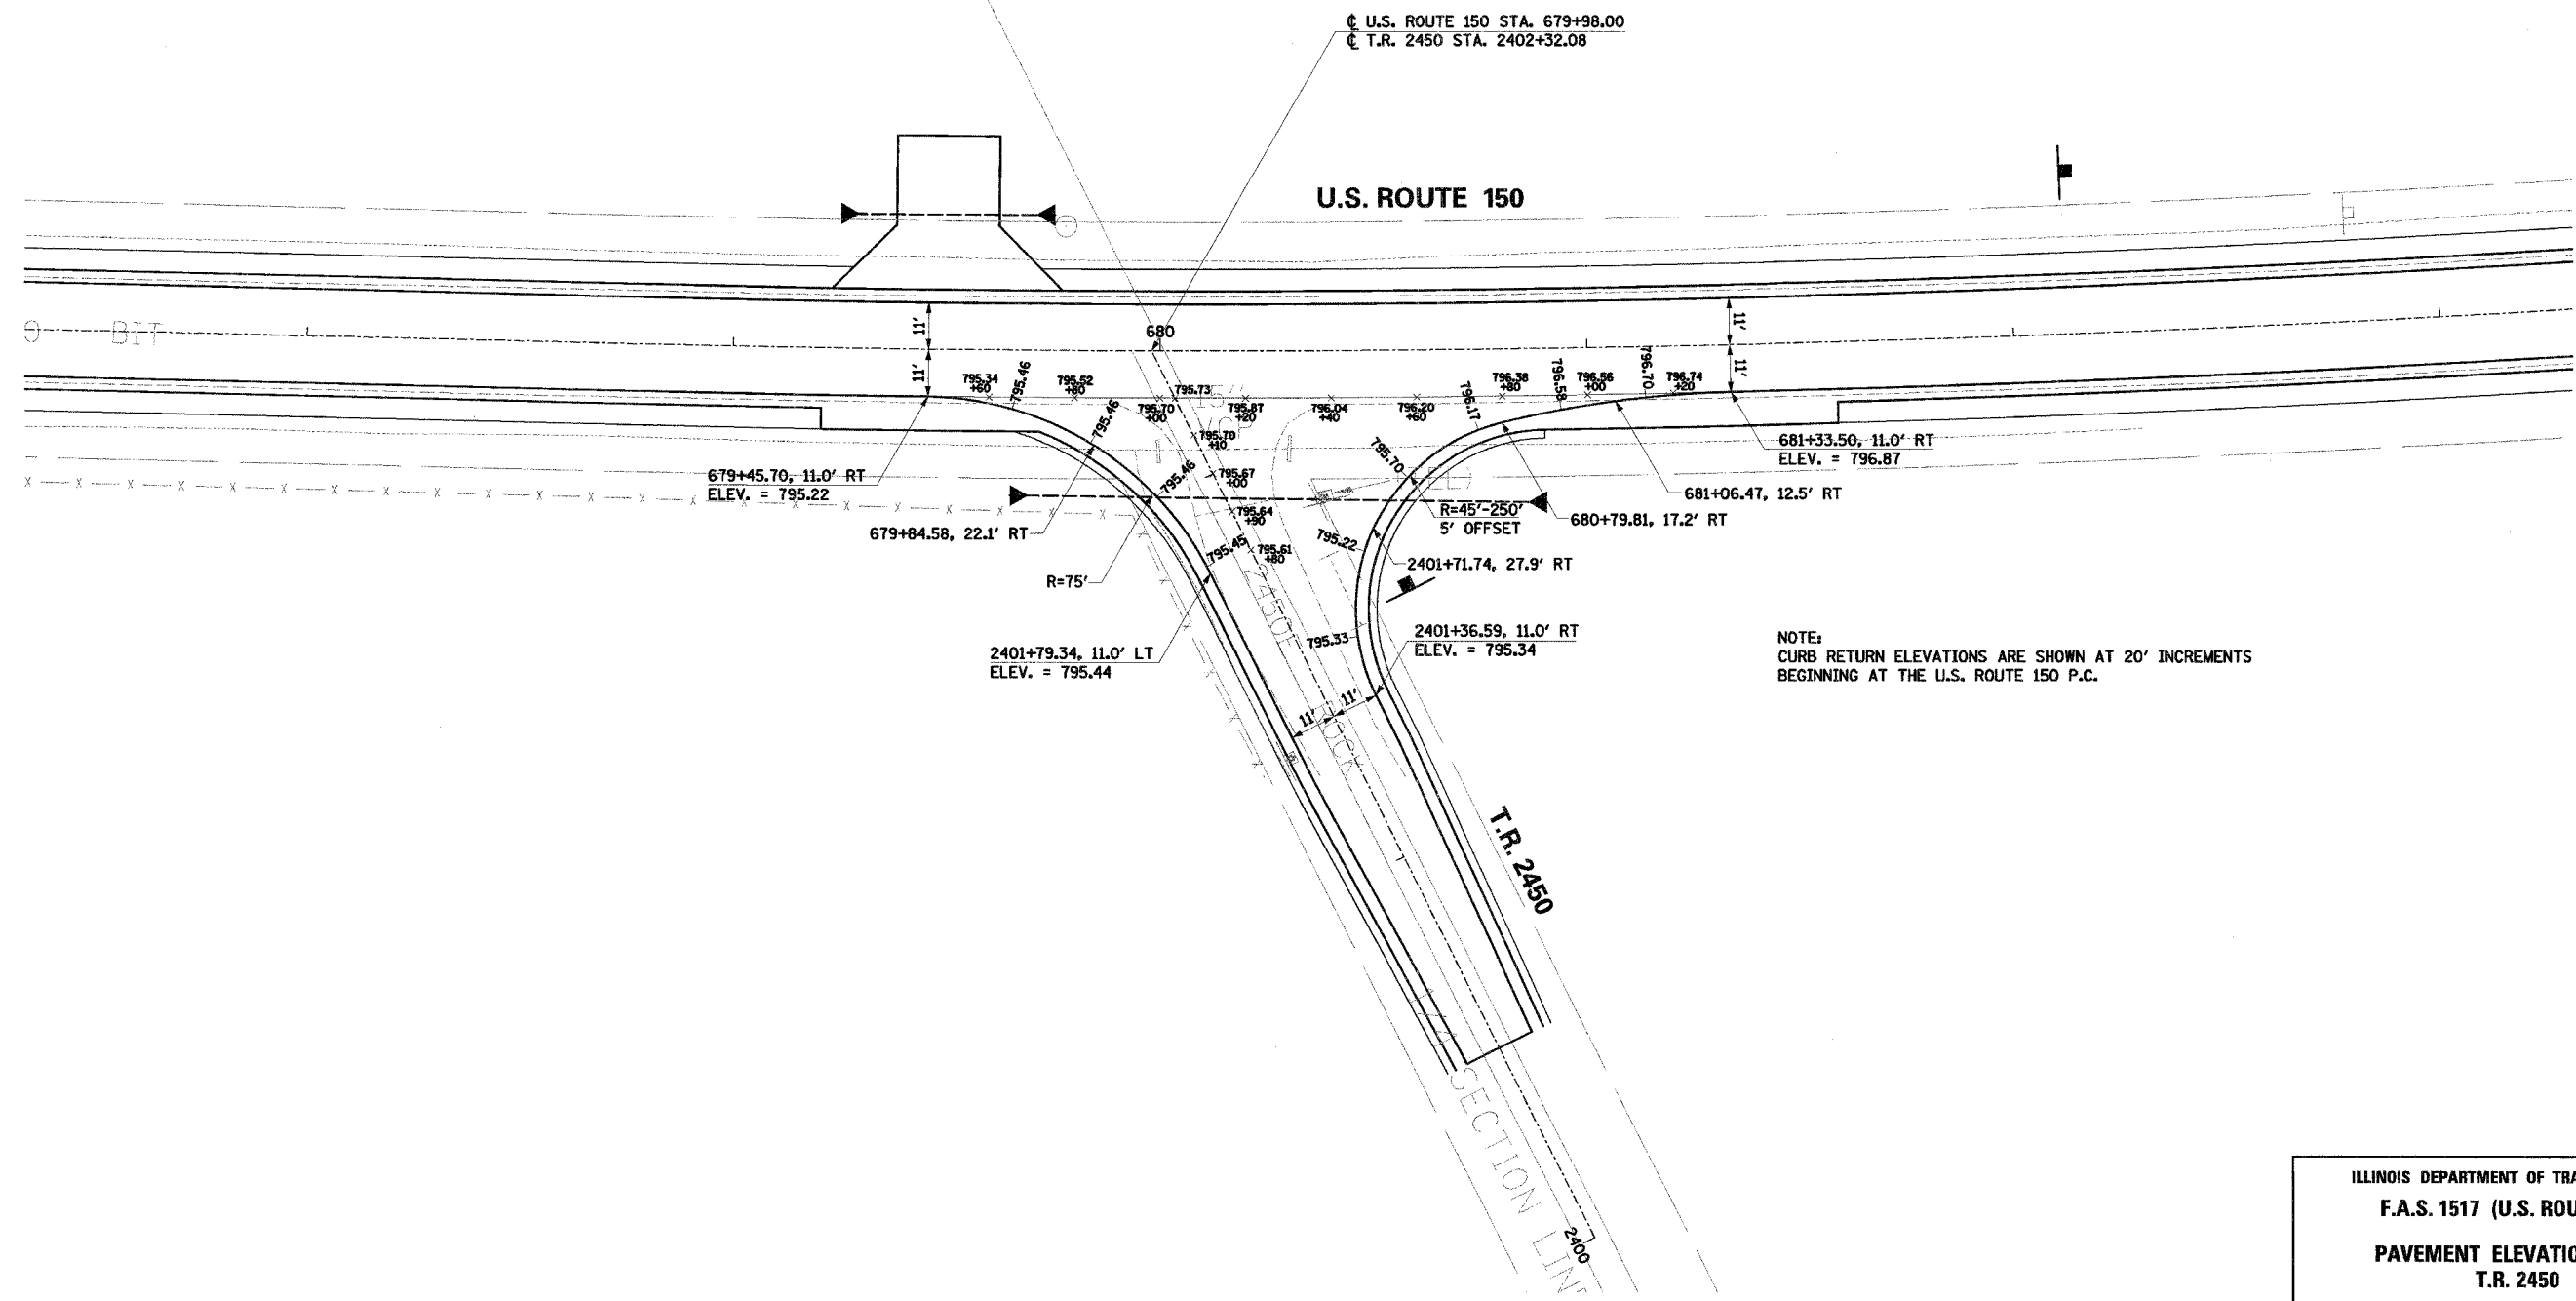 ℄ U.S. ROUTE 150 STA. 679+98.00
℄ T.R. 2450 STA. 2402+32.08
U.S. ROUTE 150
BIT
11'
11'
680
11'
11'
795.34
+60
795.46
795.52
+80
795.46
795.70
+00
795.73
795.87
+20
796.04
+40
796.20
+60
796.17
796.38
+80
796.58
796.56
+00
796.70
796.74
+20
795.70
+10
795.67
+00
795.64
+90
795.61
+80
795.46
795.45
795.70
795.22
795.33
679+45.70, 11.0' RT
ELEV. = 795.22
679+84.58, 22.1' RT
R=75'
2401+79.34, 11.0' LT
ELEV. = 795.44
681+33.50, 11.0' RT
ELEV. = 796.87
681+06.47, 12.5' RT
680+79.81, 17.2' RT
R=45'-250'
5' OFFSET
2401+71.74, 27.9' RT
2401+36.59, 11.0' RT
ELEV. = 795.34
11'
11'
2450E
ROCK
NOTE:
CURB RETURN ELEVATIONS ARE SHOWN AT 20' INCREMENTS
BEGINNING AT THE U.S. ROUTE 150 P.C.
T.R. 2450
SECTION LINE
2400
ILLINOIS DEPARTMENT OF TRA
F.A.S. 1517 (U.S. ROU
PAVEMENT ELEVATIO
T.R. 2450